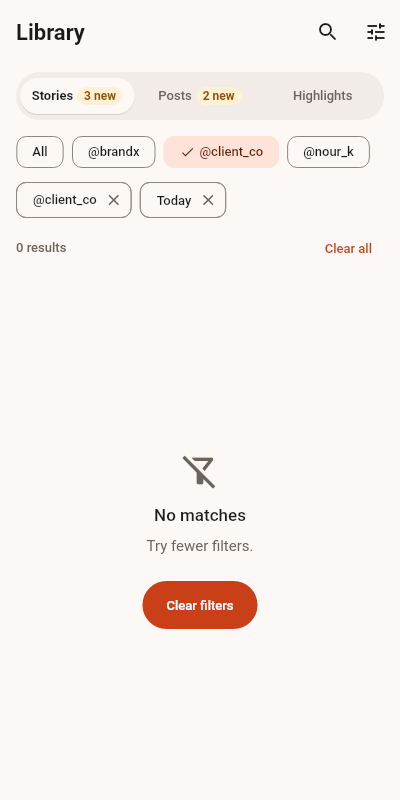 Library
Stories 3 new Posts 2 new Highlights
All @brandx @client_co @nour_k
@client_co Today
0 results Clear all
No matches
Try fewer filters.
Clear filters